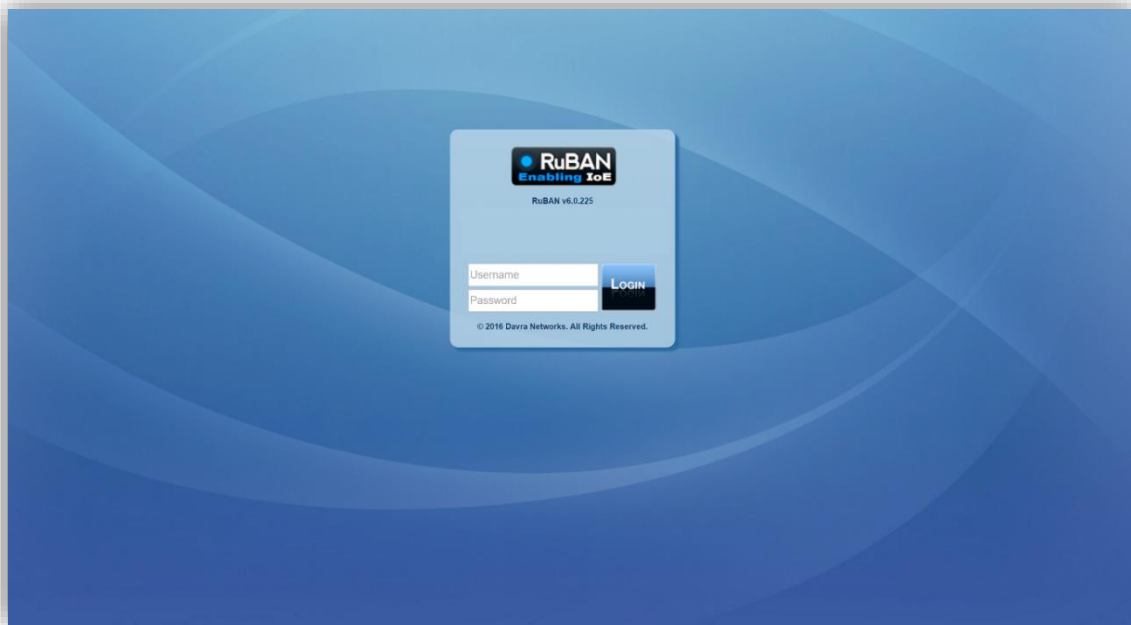 RuBAN
Enabling IoE
RuBAN v6.0.225
Username
Login
Password
© 2016 Davra Networks. All Rights Reserved.